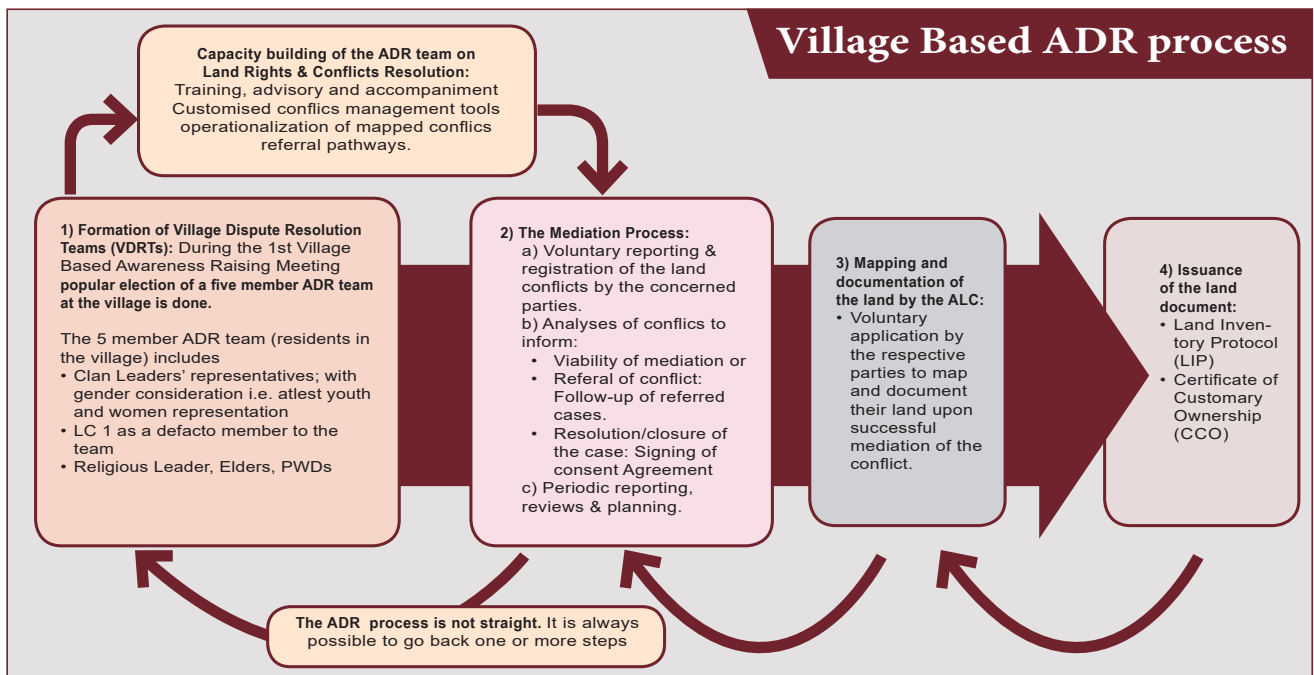 Village Based ADR process
Capacity building of the ADR team on
Land Rights & Conflicts Resolution:
Training, advisory and accompaniment
Customised conflics management tools
operationalization of mapped conflics
referral pathways.
1) Formation of Village Dispute Resolution
Teams (VDRTs): During the 1st Village
Based Awareness Raising Meeting
popular election of a five member ADR team
at the village is done.
The 5 member ADR team (residents in
the village) includes
• Clan Leaders' representatives; with
gender consideration i.e. atlest youth
and women representation
• LC 1 as a defacto member to the
team
• Religious Leader, Elders, PWDs
2) The Mediation Process:
a) Voluntary reporting &
registration of the land
conflicts by the concerned
parties.
b) Analyses of conflics to
inform:
• Viability of mediation or
• Referal of conflict:
Follow-up of referred
cases.
• Resolution/closure of
the case: Signing of
consent Agreement
c) Periodic reporting,
reviews & planning.
3) Mapping and
documentation of
the land by the ALC:
• Voluntary
application by
the respective
parties to map
and document
their land upon
successful
mediation of the
conflict.
4) Issuance
of the land
document:
• Land Inven-
tory Protocol
(LIP)
• Certificate of
Customary
Ownership
(CCO)
The ADR process is not straight. It is always
possible to go back one or more steps